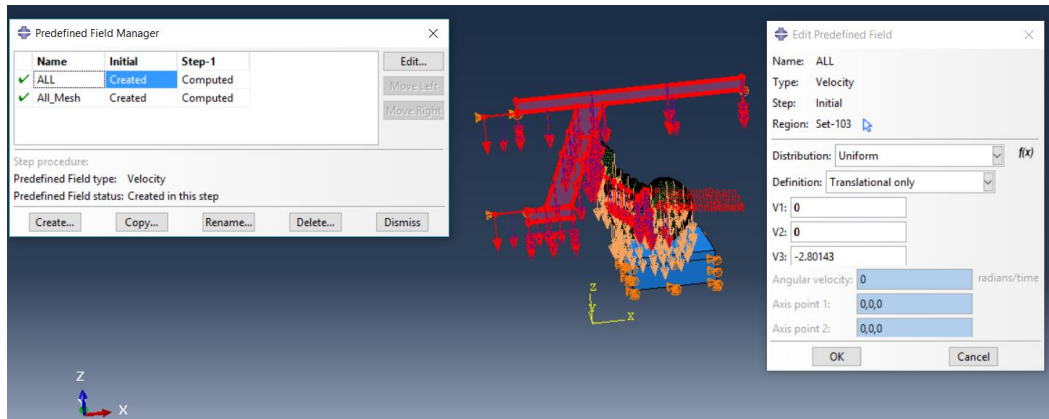 Predefined Field Manager
Name Initial Step-1
ALL Created Computed
All_Mesh Created Computed
Edit...
Move Left
Move Right
Step procedure:
Predefined Field type: Velocity
Predefined Field status: Created in this step
Create... Copy... Rename... Delete... Dismiss
Z
Y
X
Z
X
Edit Predefined Field
Name: ALL
Type: Velocity
Step: Initial
Region: Set-103
Distribution: Uniform f(x)
Definition: Translational only
V1: 0
V2: 0
V3: -2.80143
Angular velocity: 0 radians/time
Axis point 1: 0,0,0
Axis point 2: 0,0,0
OK Cancel